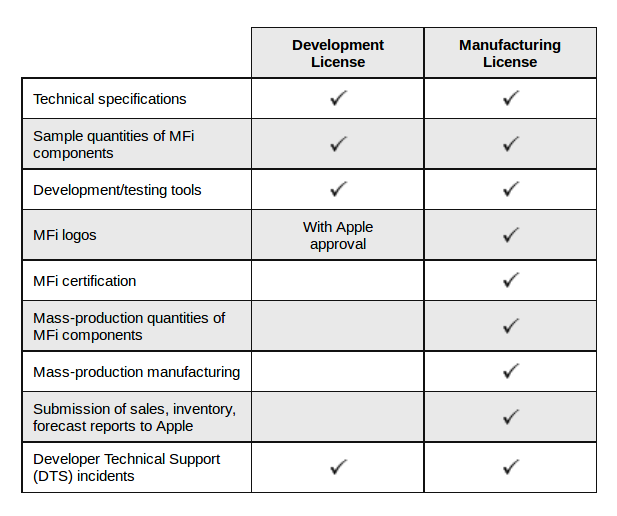 Development License
Manufacturing License
Technical specifications ✓ ✓
Sample quantities of MFi
components ✓ ✓
Development/testing tools ✓ ✓
MFi logos With Apple approval ✓
MFi certification ✓
Mass-production quantities of
MFi components ✓
Mass-production manufacturing ✓
Submission of sales, inventory,
forecast reports to Apple ✓
Developer Technical Support
(DTS) incidents ✓ ✓